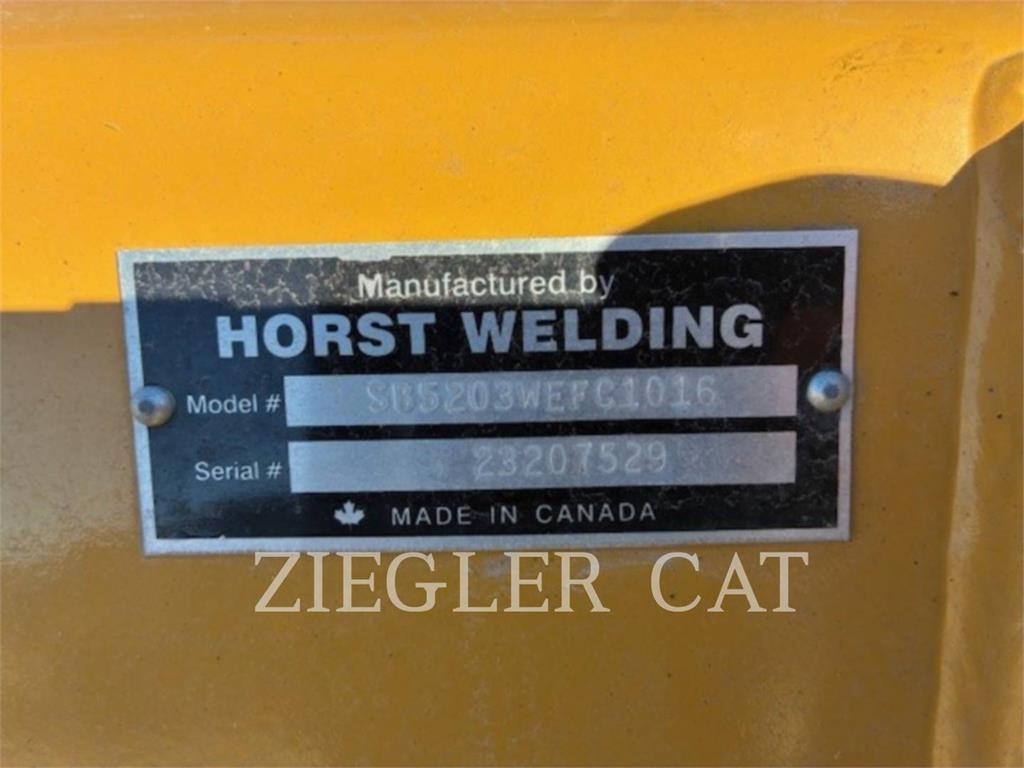 Manufactured by
HORST WELDING
Model # SB5203WEFC1016
Serial # 23207529
MADE IN CANADA
ZIEGLER CAT